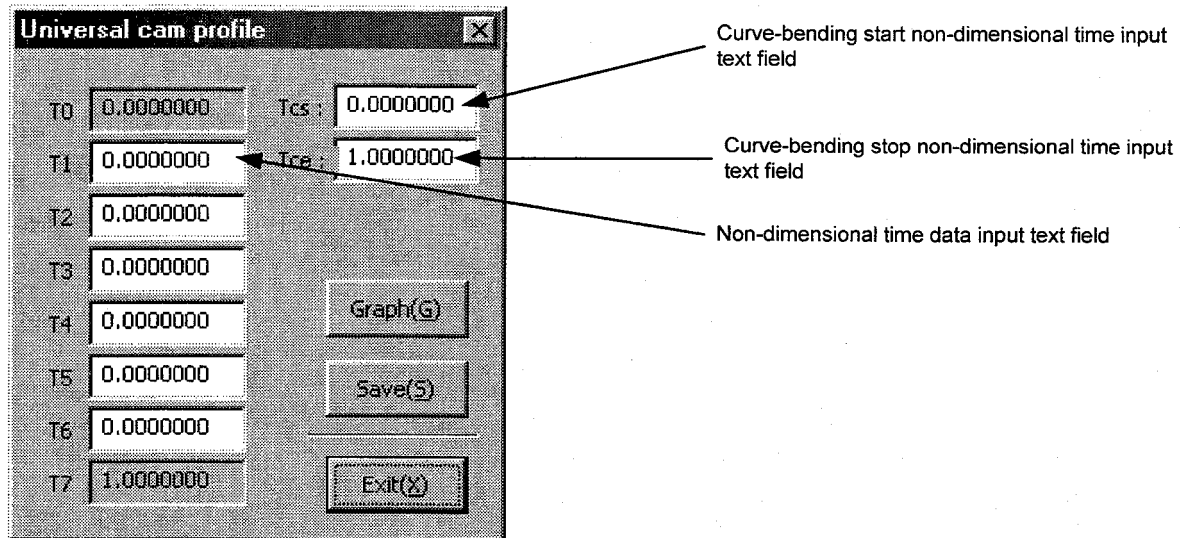 Universal cam profile
T0 0.0000000 Tcs : 0.0000000
T1 0.0000000 Tce : 1.0000000
T2 0.0000000
T3 0.0000000
T4 0.0000000
T5 0.0000000
T6 0.0000000
T7 1.0000000
Graph(G)
Save(S)
Exit(X)
Curve-bending start non-dimensional time input
text field
Curve-bending stop non-dimensional time input
text field
Non-dimensional time data input text field